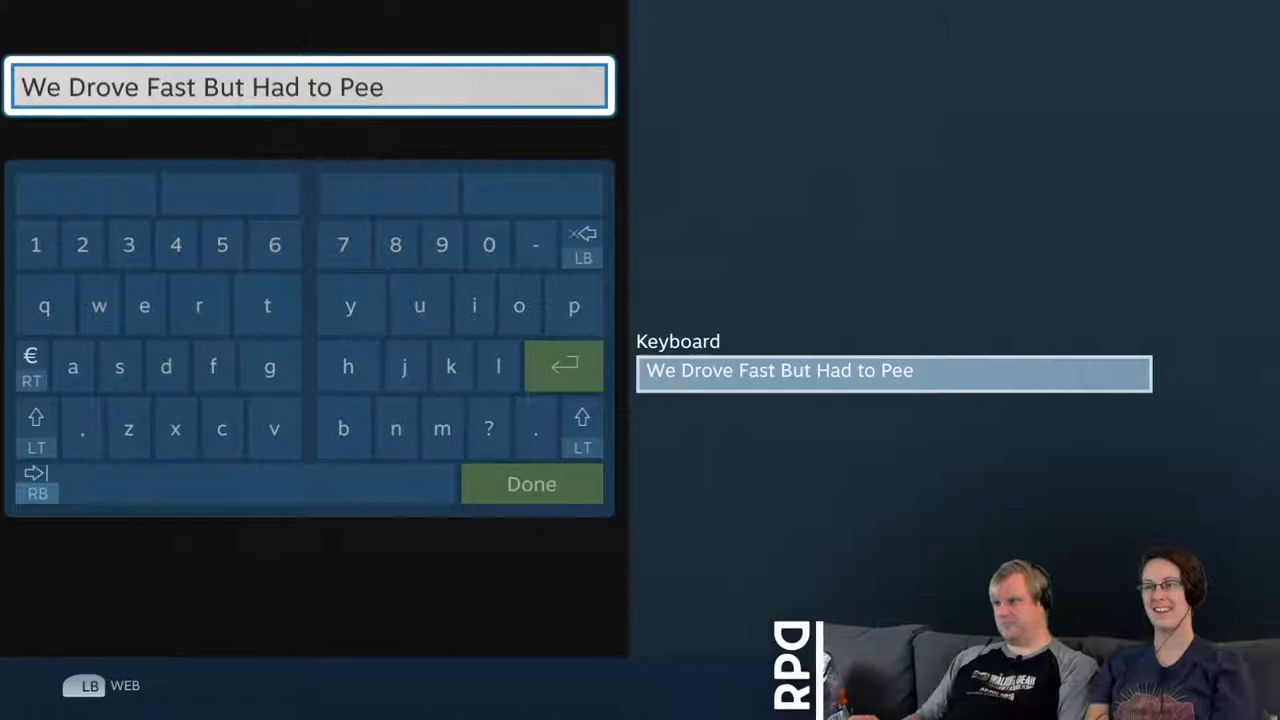 We Drove Fast But Had to Pee
1 2 3 4 5 6 7 8 9 0 -
LB
q w e r t y u i o p
€
RT
a s d f g h j k l
Keyboard
We Drove Fast But Had to Pee
LT
, z x c v b n m ? .
LT
RB
Done
RPD
LB WEB